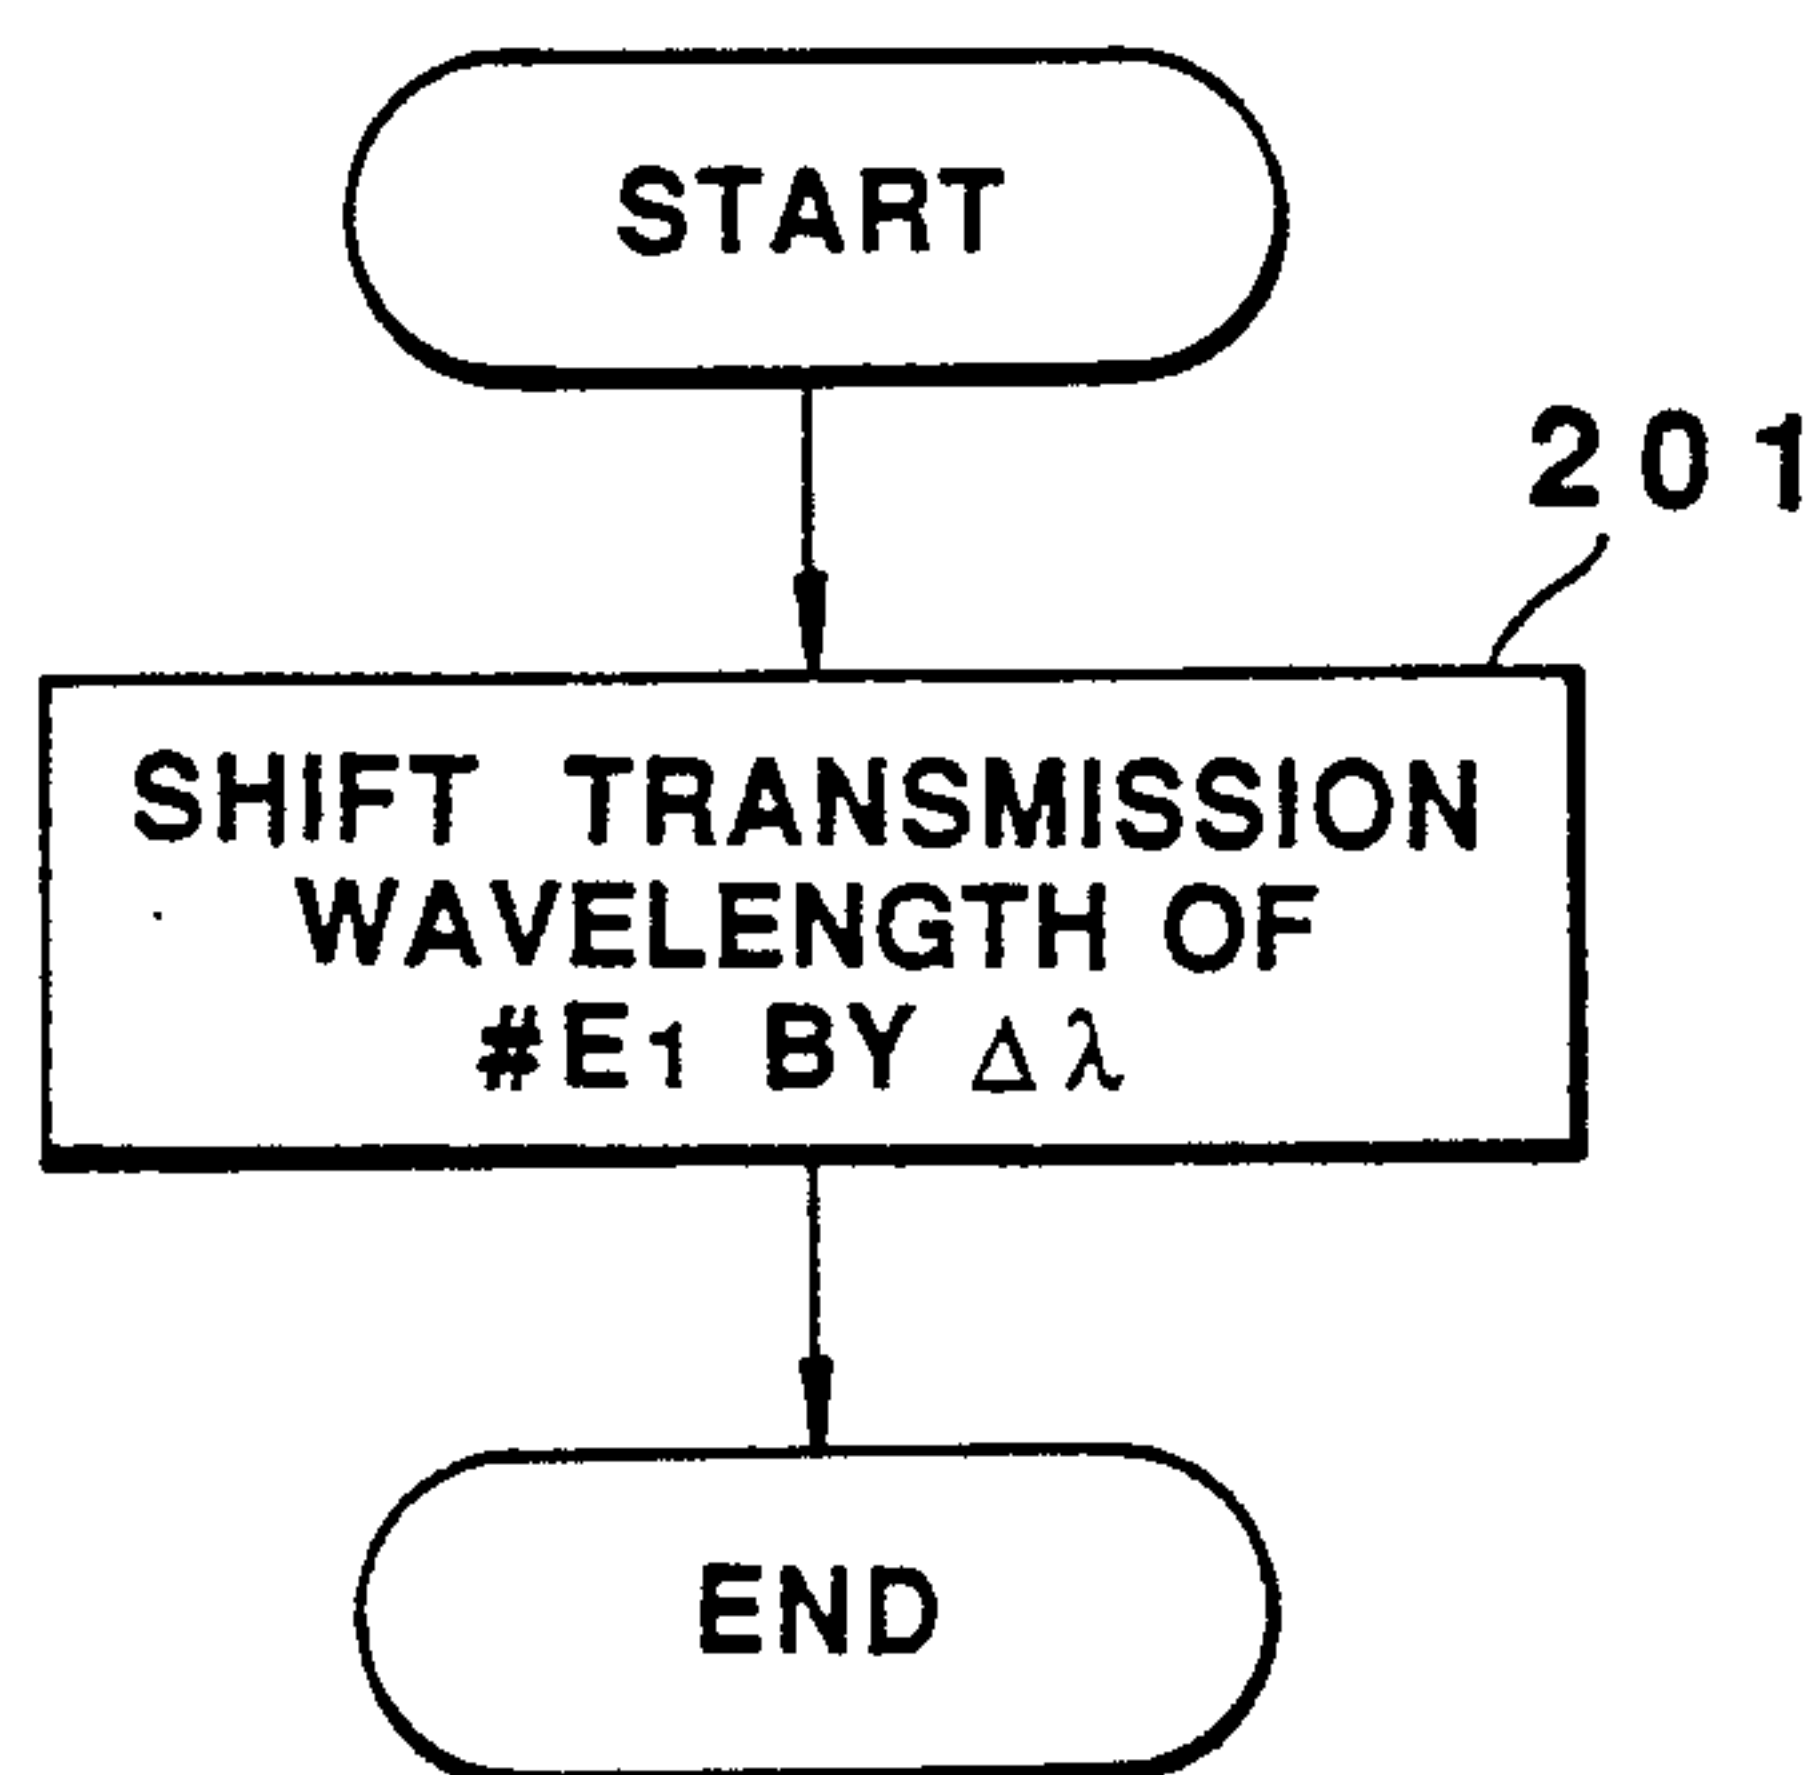 START
201
SHIFT TRANSMISSION
WAVELENGTH OF
#E1 BY Δλ
END